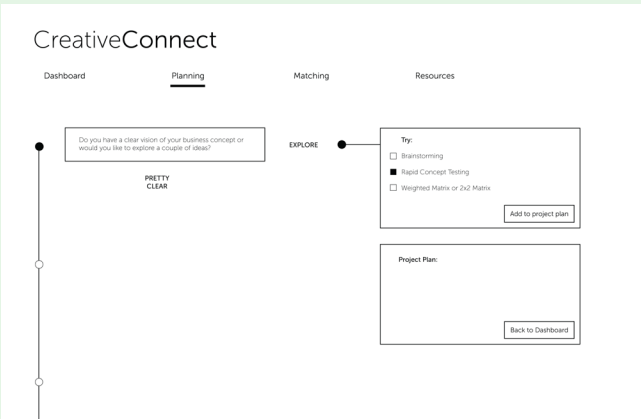 CreativeConnect
Dashboard Planning Matching Resources
Do you have a clear vision of your business concept or
would you like to explore a couple of ideas?
EXPLORE
PRETTY
CLEAR
Try:
Brainstorming
Rapid Concept Testing
Weighted Matrix or 2x2 Matrix
Add to project plan
Project Plan:
Back to Dashboard